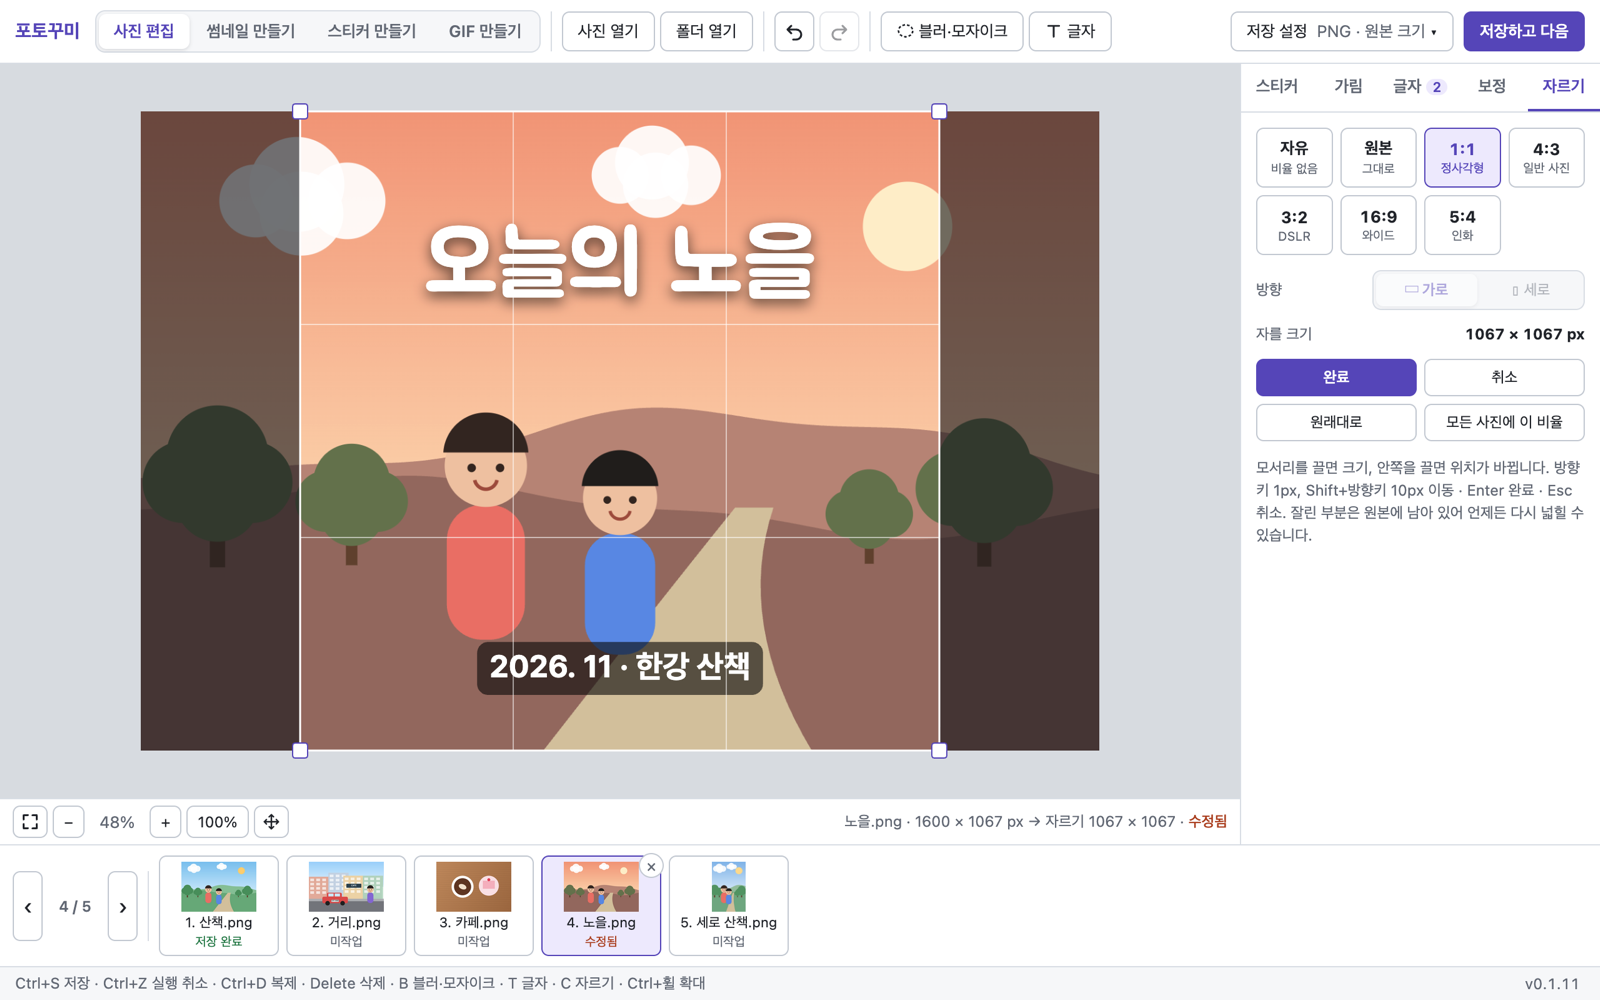 포토꾸미
사진 편집
썸네일 만들기
스티커 만들기
GIF 만들기
사진 열기
폴더 열기
블러·모자이크
T 글자
저장 설정 PNG · 원본 크기 ▾
저장하고 다음
스티커
가림
글자 2
보정
자르기
자유
비율 없음
원본
그대로
1:1
정사각형
4:3
일반 사진
3:2
DSLR
16:9
와이드
5:4
인화
방향
가로
세로
자를 크기
1067 × 1067 px
완료
취소
원래대로
모든 사진에 이 비율
모서리를 끌면 크기, 안쪽을 끌면 위치가 바뀝니다. 방향
키 1px, Shift+방향키 10px 이동 · Enter 완료 · Esc
취소. 잘린 부분은 원본에 남아 있어 언제든 다시 넓힐 수
있습니다.
오늘의 노을
2026. 11 · 한강 산책
− 48% + 100%
노을.png · 1600 × 1067 px → 자르기 1067 × 1067 · 수정됨
‹ 4 / 5 ›
1. 산책.png
저장 완료
2. 거리.png
미작업
3. 카페.png
미작업
4. 노을.png
수정됨
5. 세로 산책.png
미작업
Ctrl+S 저장 · Ctrl+Z 실행 취소 · Ctrl+D 복제 · Delete 삭제 · B 블러·모자이크 · T 글자 · C 자르기 · Ctrl+휠 확대
v0.1.11